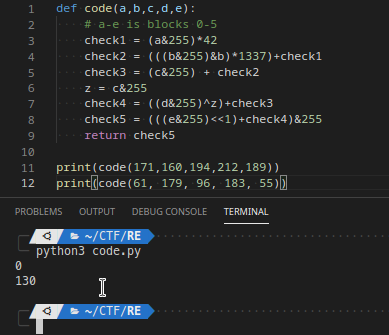 1 def code(a,b,c,d,e):
2 # a-e is blocks 0-5
3 check1 = (a&255)*42
4 check2 = (((b&255)&b)*1337)+check1
5 check3 = (c&255) + check2
6 z = c&255
7 check4 = ((d&255)^z)+check3
8 check5 = (((e&255)<<1)+check4)&255
9 return check5
10
11 print(code(171,160,194,212,189))
12 print(code(61, 179, 96, 183, 55))
PROBLEMS OUTPUT DEBUG CONSOLE TERMINAL
~/CTF/RE
python3 code.py
0
130
~/CTF/RE